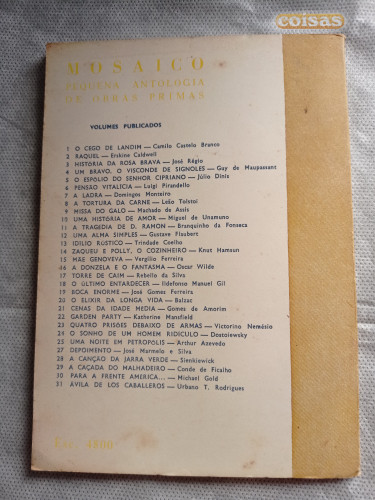 coisas
MOSAICO
PEQUENA ANTOLOGIA
DE OBRAS PRIMAS
VOLUMES PUBLICADOS
1 O CEGO DE LANDIM — Camilo Castelo Branco
2 RAQUEL — Erskine Caldwell
3 HISTÓRIA DA ROSA BRAVA — José Régio
4 UM BRAVO, O VISCONDE DE SIGNOLES — Guy de Maupassant
5 O ESPÓLIO DO SENHOR CIPRIANO — Júlio Dinis
6 PENSÃO VITALÍCIA — Luigi Pirandello
7 A LADRA — Domingos Monteiro
8 A TORTURA DA CARNE — Leão Tolstoi
9 MISSA DO GALO — Machado de Assis
10 UMA HISTÓRIA DE AMOR — Miguel de Unamuno
11 A TRAGÉDIA DE D. RAMON — Branquinho da Fonseca
12 UMA ALMA SIMPLES — Gustave Flaubert
13 IDÍLIO RÚSTICO — Trindade Coelho
14 ZAQUEU E POLLY, O COZINHEIRO — Knut Hamsun
15 MÃE GENOVEVA — Vergílio Ferreira
16 A DONZELA E O FANTASMA — Oscar Wilde
17 TORRE DE CAIM — Rebelo da Silva
18 O ÚLTIMO ENTARDECER — Ildefonso Manuel Gil
19 BOCA ENORME — José Gomes Ferreira
20 O ELIXIR DA LONGA VIDA — Balzac
21 CENAS DA IDADE MÉDIA — Gomes de Amorim
22 GARDEN PARTY — Katherine Mansfield
23 QUATRO PRISÕES DEBAIXO DE ARMAS — Victorino Nemésio
24 O SONHO DE UM HOMEM RIDÍCULO — Dostoiewsky
25 UMA NOITE EM PETRÓPOLIS — Arthur Azevedo
27 DEPOIMENTO — José Marmelo e Silva
28 A CANÇÃO DA JARRA VERDE — Sienkiewick
29 A CAÇADA DO MALHADEIRO — Conde de Ficalho
30 PARA A FRENTE AMÉRICA... — Michael Gold
31 ÁVILA DE LOS CABALLEROS — Urbano T. Rodrigues